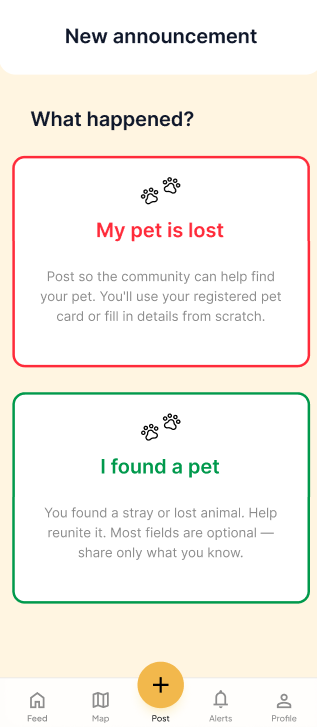 New announcement
What happened?
My pet is lost
Post so the community can help find
your pet. You'll use your registered pet
card or fill in details from scratch.
I found a pet
You found a stray or lost animal. Help
reunite it. Most fields are optional —
share only what you know.
Feed
Map
Post
Alerts
Profile